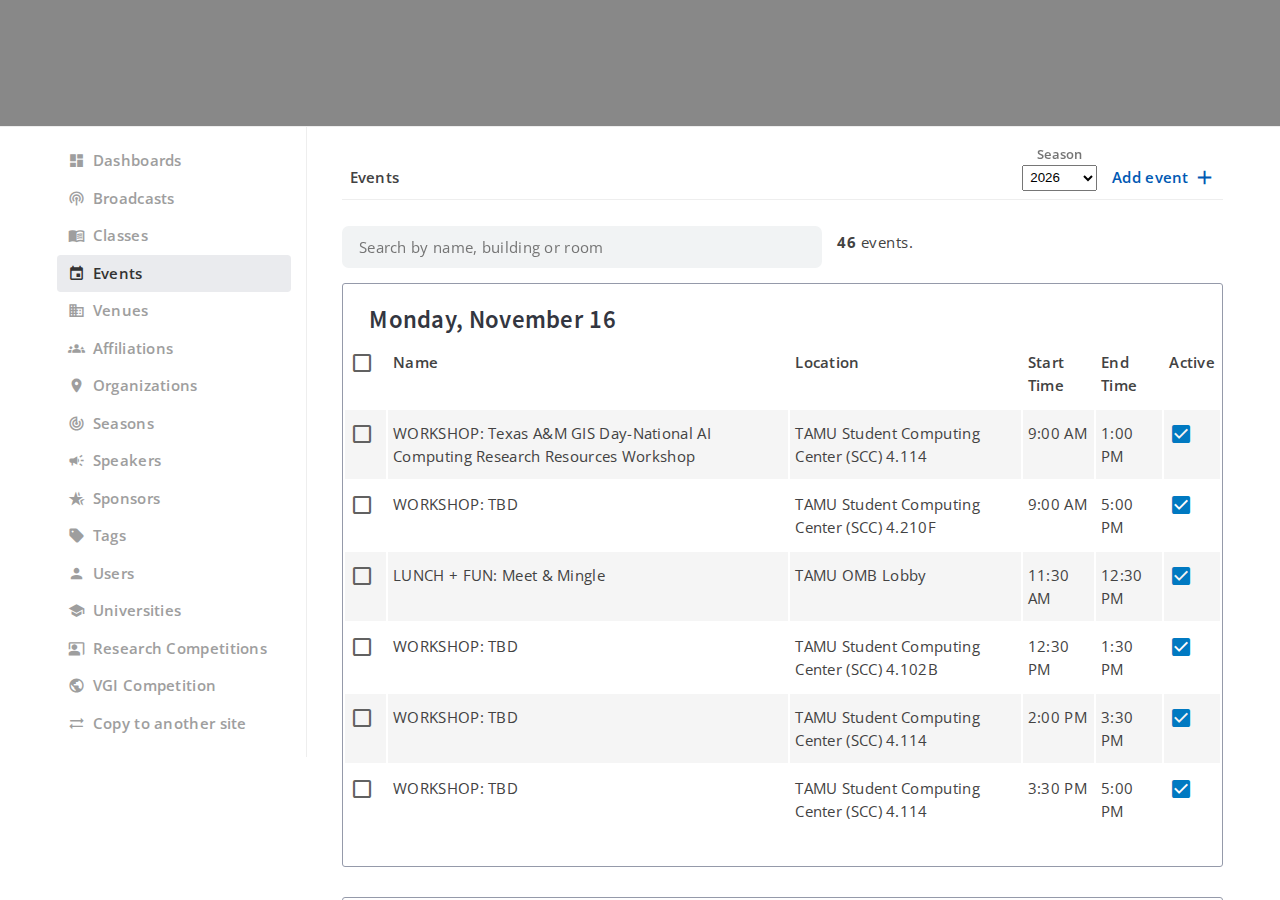 Dashboards
Broadcasts
Classes
Events
Venues
Affiliations
Organizations
Seasons
Speakers
Sponsors
Tags
Users
Universities
Research Competitions
VGI Competition
Copy to another site
Season
Events
2026
Add event
Search by name, building or room
46 events.
Monday, November 16
Name Location Start Time End Time Active
WORKSHOP: Texas A&M GIS Day-National AI
Computing Research Resources Workshop
TAMU Student Computing
Center (SCC) 4.114
9:00 AM
1:00
PM
WORKSHOP: TBD
TAMU Student Computing
Center (SCC) 4.210F
9:00 AM
5:00
PM
LUNCH + FUN: Meet & Mingle
TAMU OMB Lobby
11:30
AM
12:30
PM
WORKSHOP: TBD
TAMU Student Computing
Center (SCC) 4.102B
12:30
PM
1:30
PM
WORKSHOP: TBD
TAMU Student Computing
Center (SCC) 4.114
2:00 PM
3:30
PM
WORKSHOP: TBD
TAMU Student Computing
Center (SCC) 4.114
3:30 PM
5:00
PM